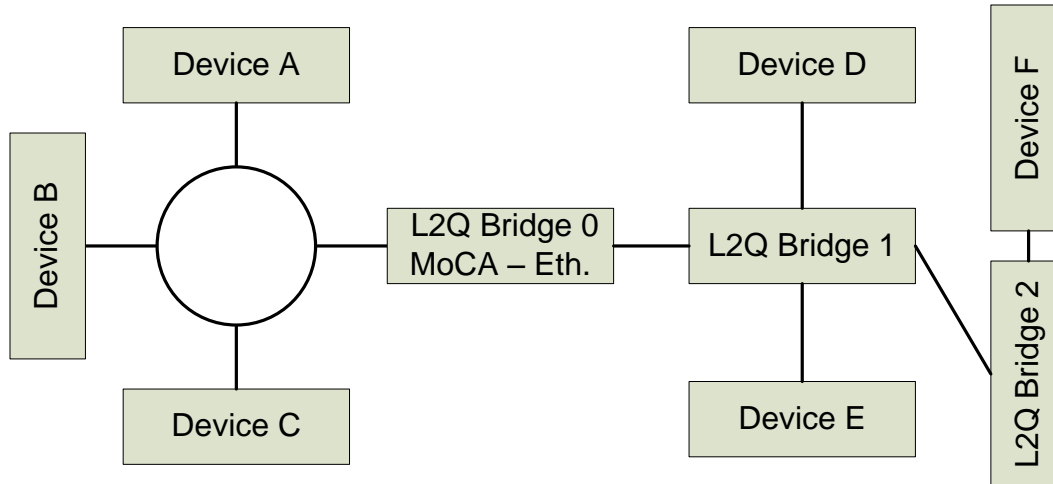 Device A
Device D
Device F
Device B
L2Q Bridge 0
MoCA – Eth.
L2Q Bridge 1
L2Q Bridge 2
Device C
Device E